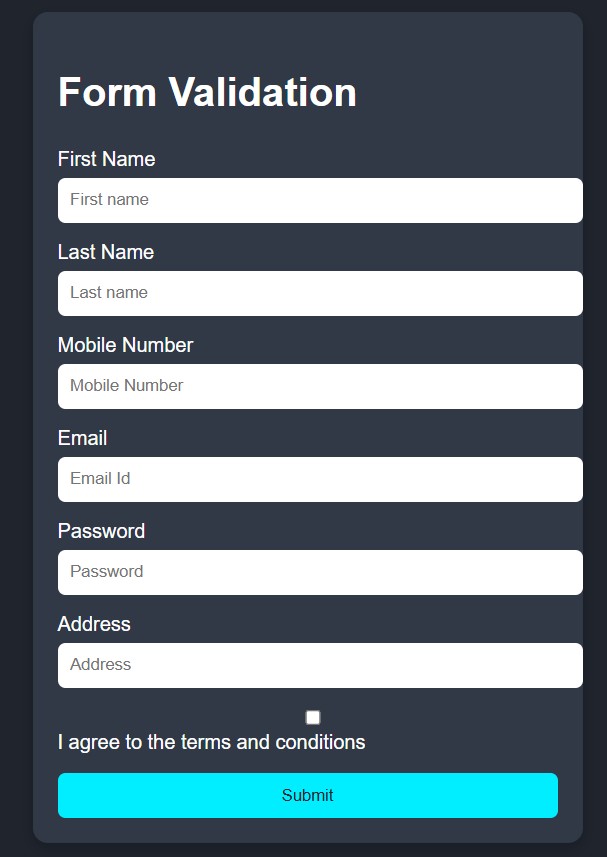 Form Validation
First Name
First name
Last Name
Last name
Mobile Number
Mobile Number
Email
Email Id
Password
Password
Address
Address
I agree to the terms and conditions
Submit